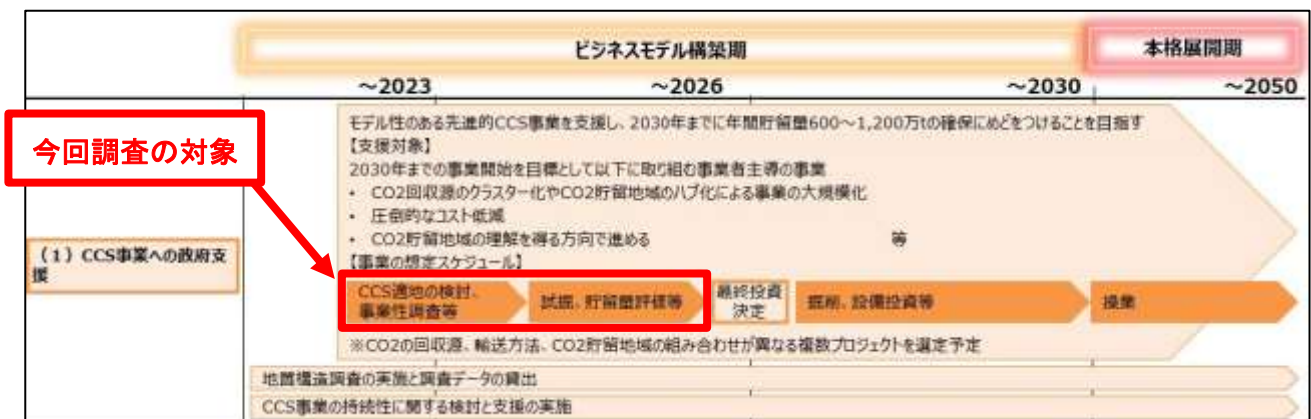 ビジネスモデル構築期
本格展開期
～2023
～2026
～2030
～2050
今回調査の対象
モデル性のある先進的CCS事業を支援し、2030年までに年間貯留量600～1,200万tの確保にめどをつけることを目指す
【支援対象】
2030年までの事業開始を目標として以下に取り組む事業者主導の事業
• CO2回収源のクラスター化やCO2貯留地域のハブ化による事業の大規模化
• 圧倒的なコスト低減
• CO2貯留地域の理解を得る方向で進める 等
【事業の想定スケジュール】
(1) CCS事業への政府支
援
CCS適地の検討、
事業性調査等
試掘、貯留量評価等
最終投資
決定
掘削、設備投資等
操業
※CO2の回収源、輸送方法、CO2貯留地域の組み合わせが異なる複数プロジェクトを選定予定
地質構造調査の実施と調査データの貸出
CCS事業の持続性に関する検討と支援の実施